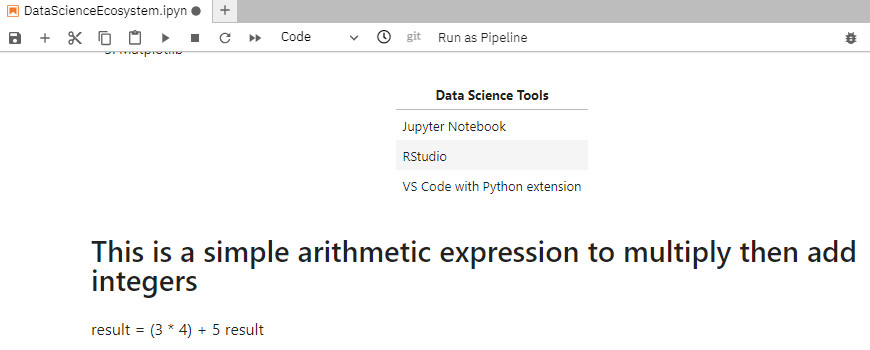 DataScienceEcosystem.ipyn
Code git Run as Pipeline
Data Science Tools
Jupyter Notebook
RStudio
VS Code with Python extension
This is a simple arithmetic expression to multiply then add
integers
result = (3 * 4) + 5 result